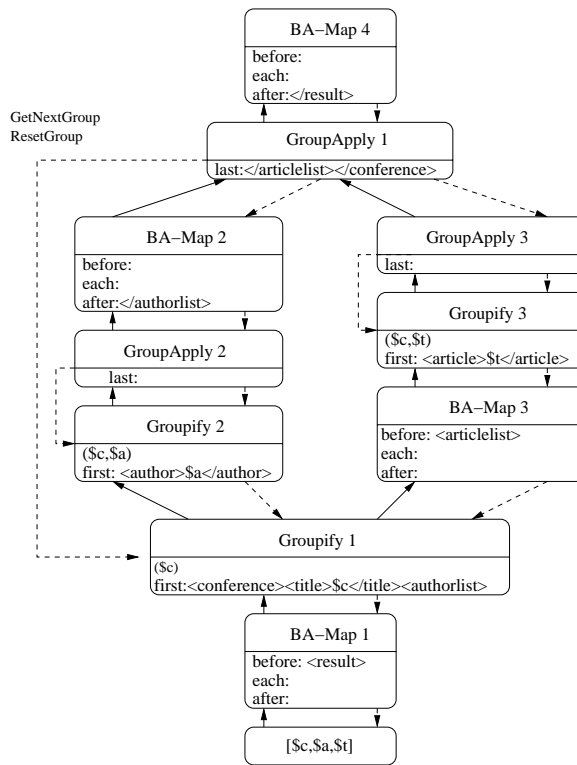 BA–Map 4
before:
each:
after:</result>
GetNextGroup
ResetGroup
GroupApply 1
last:</articlelist></conference>
BA–Map 2
before:
each:
after:</authorlist>
GroupApply 3
last:
Groupify 3
($c,$t)
first: <article>$t</article>
GroupApply 2
last:
BA–Map 3
before: <articlelist>
each:
after:
Groupify 2
($c,$a)
first: <author>$a</author>
Groupify 1
($c)
first:<conference><title>$c</title><authorlist>
BA–Map 1
before: <result>
each:
after:
[$c,$a,$t]